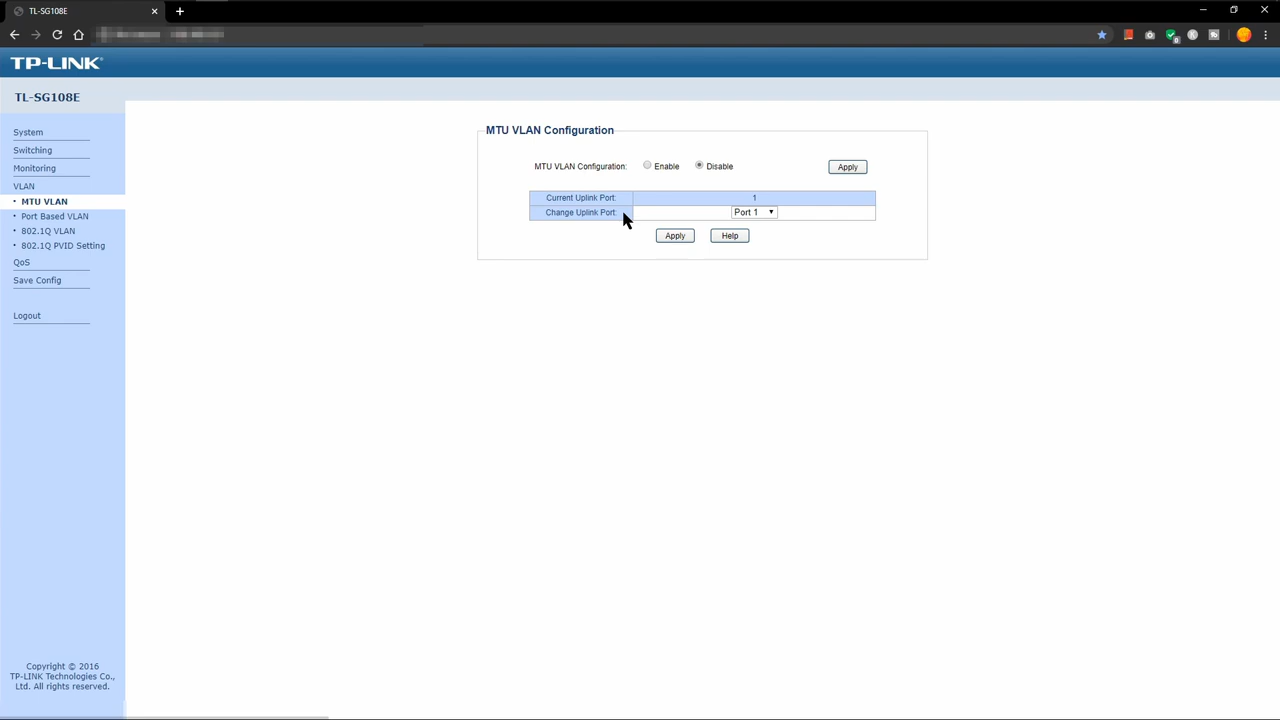 TL-SG108E
TP-LINK®
TL-SG108E
System
Switching
Monitoring
VLAN
MTU VLAN
Port Based VLAN
802.1Q VLAN
802.1Q PVID Setting
QoS
Save Config
Logout
Copyright © 2016
TP-LINK Technologies Co.,
Ltd. All rights reserved.
MTU VLAN Configuration
MTU VLAN Configuration: Enable Disable Apply
Current Uplink Port: 1
Change Uplink Port: Port 1
Apply Help